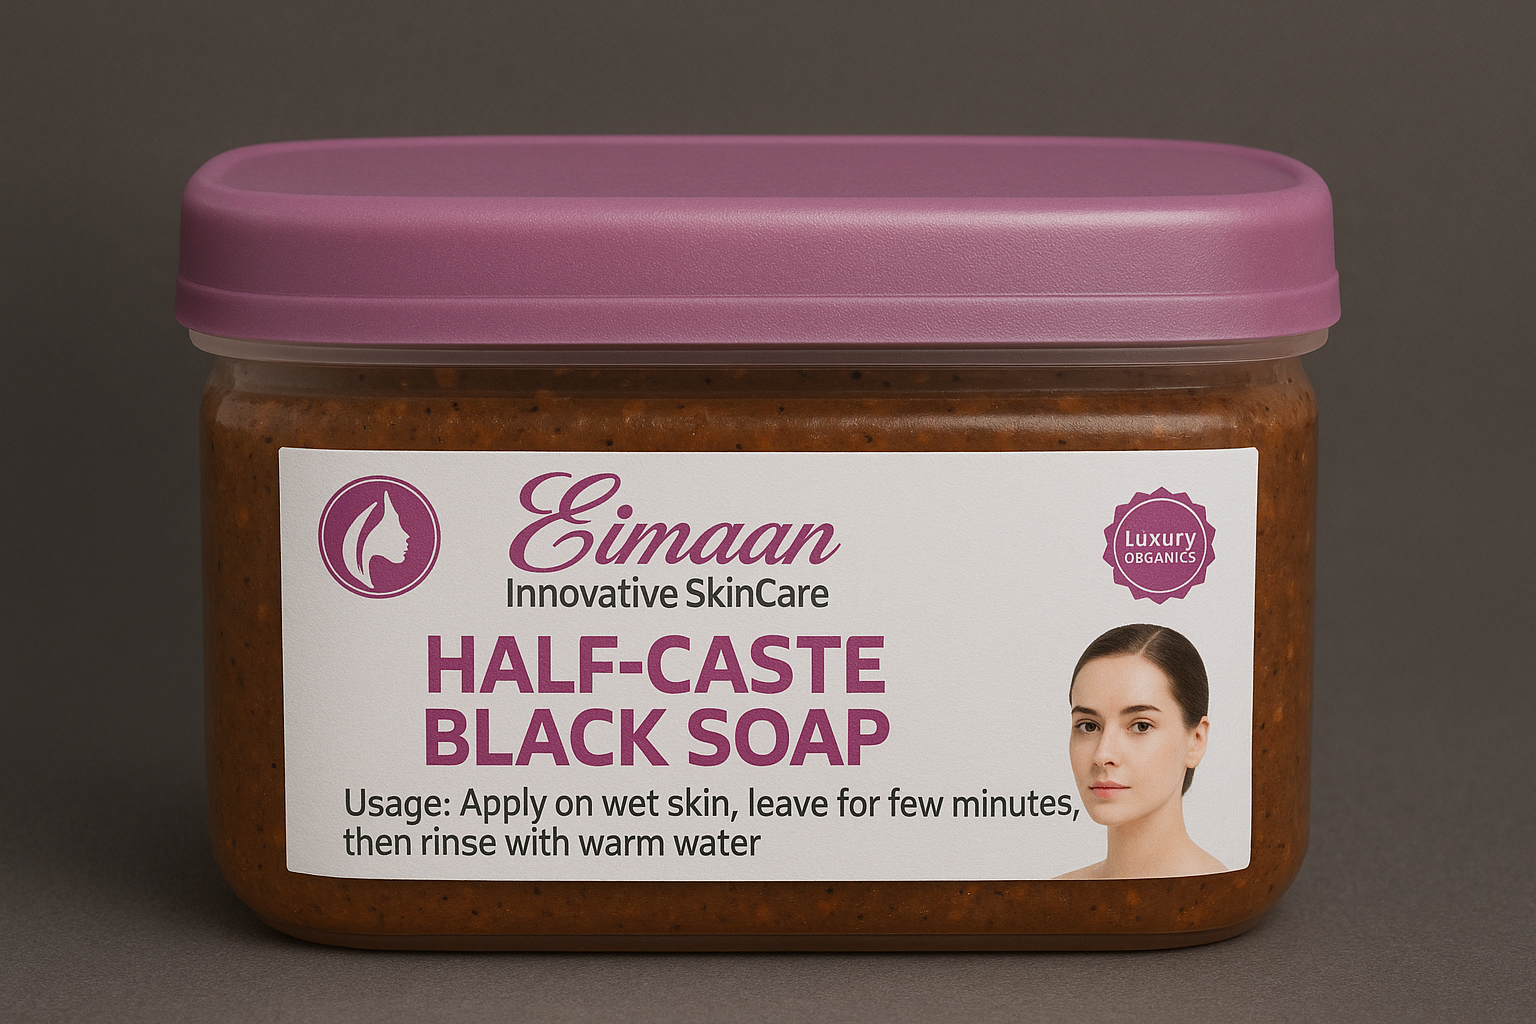 Eimaan
Innovative SkinCare
Luxury
OBGANICS
HALF-CASTE
BLACK SOAP
Usage: Apply on wet skin, leave for few minutes,
then rinse with warm water